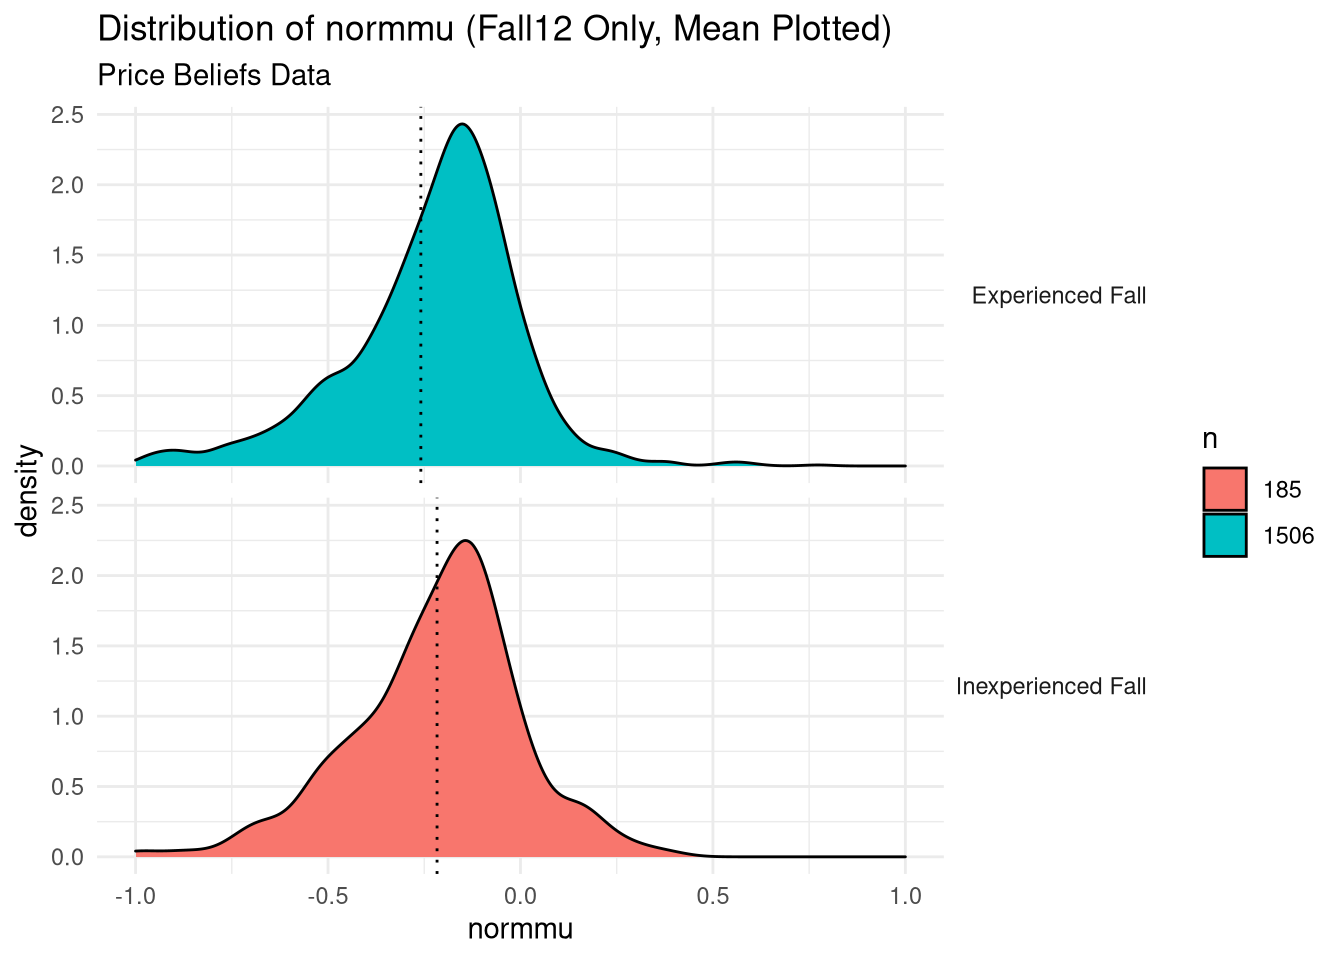 Distribution of normmu (Fall12 Only, Mean Plotted)
Price Beliefs Data
2.5
2.0
1.5
1.0
0.5
0.0
Experienced Fall
2.5
2.0
1.5
1.0
0.5
0.0
Inexperienced Fall
density
-1.0 -0.5 0.0 0.5 1.0
normmu
n
185
1506